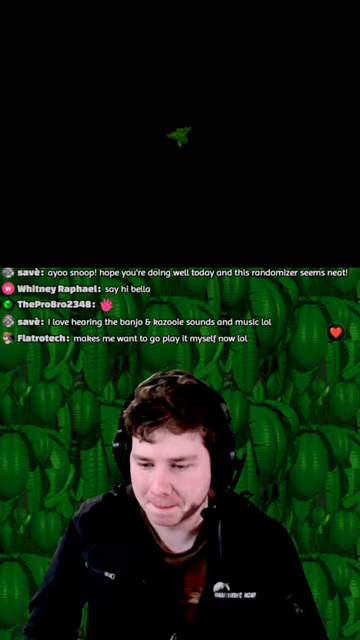 savè: ayoo snoop! hope you're doing well today and this randomizer seems neat!
W Whitney Raphael: say hi bella
TheProBro2348:
savè: I love hearing the banjo & kazooie sounds and music lol
Flatrotech: makes me want to go play it myself now lol